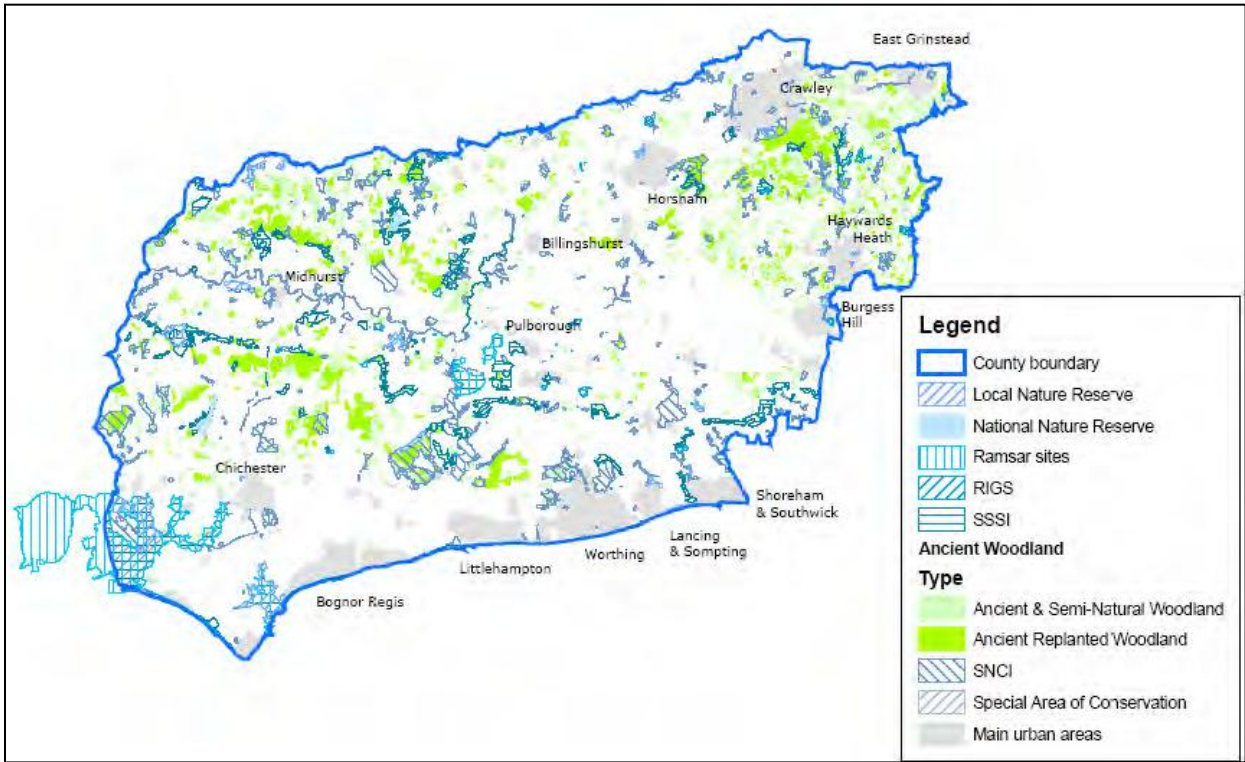 East Grinstead
Crawley
Horsham
Haywards
Heath
Billingshurst
Midhurst
Burgess
Hill
Pulborough
Chichester
Shoreham
& Southwick
Lancing
& Sompting
Worthing
Littlehampton
Bognor Regis
Legend
County boundary
Local Nature Reserve
National Nature Reserve
Ramsar sites
RIGS
SSSI
Ancient Woodland
Type
Ancient & Semi-Natural Woodland
Ancient Replanted Woodland
SNCI
Special Area of Conservation
Main urban areas